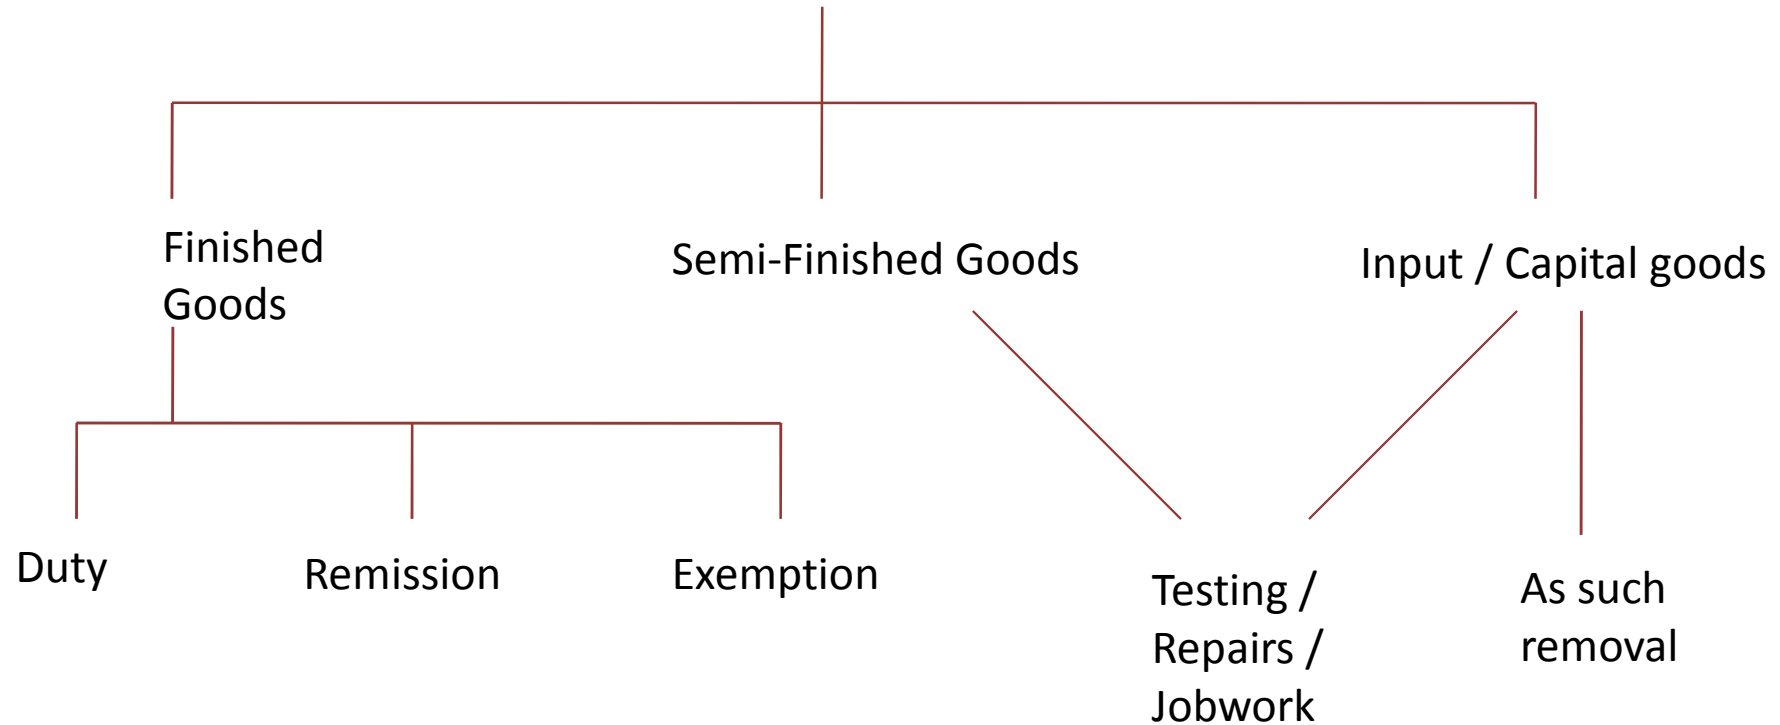 Finished
Goods
Semi-Finished Goods
Input / Capital goods
Duty
Remission
Exemption
Testing /
Repairs /
Jobwork
As such
removal